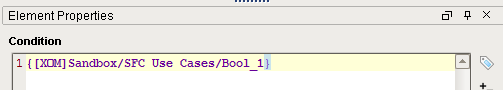 Element Properties
Condition
1 {[XOM]Sandbox/SFC Use Cases/Bool_1}